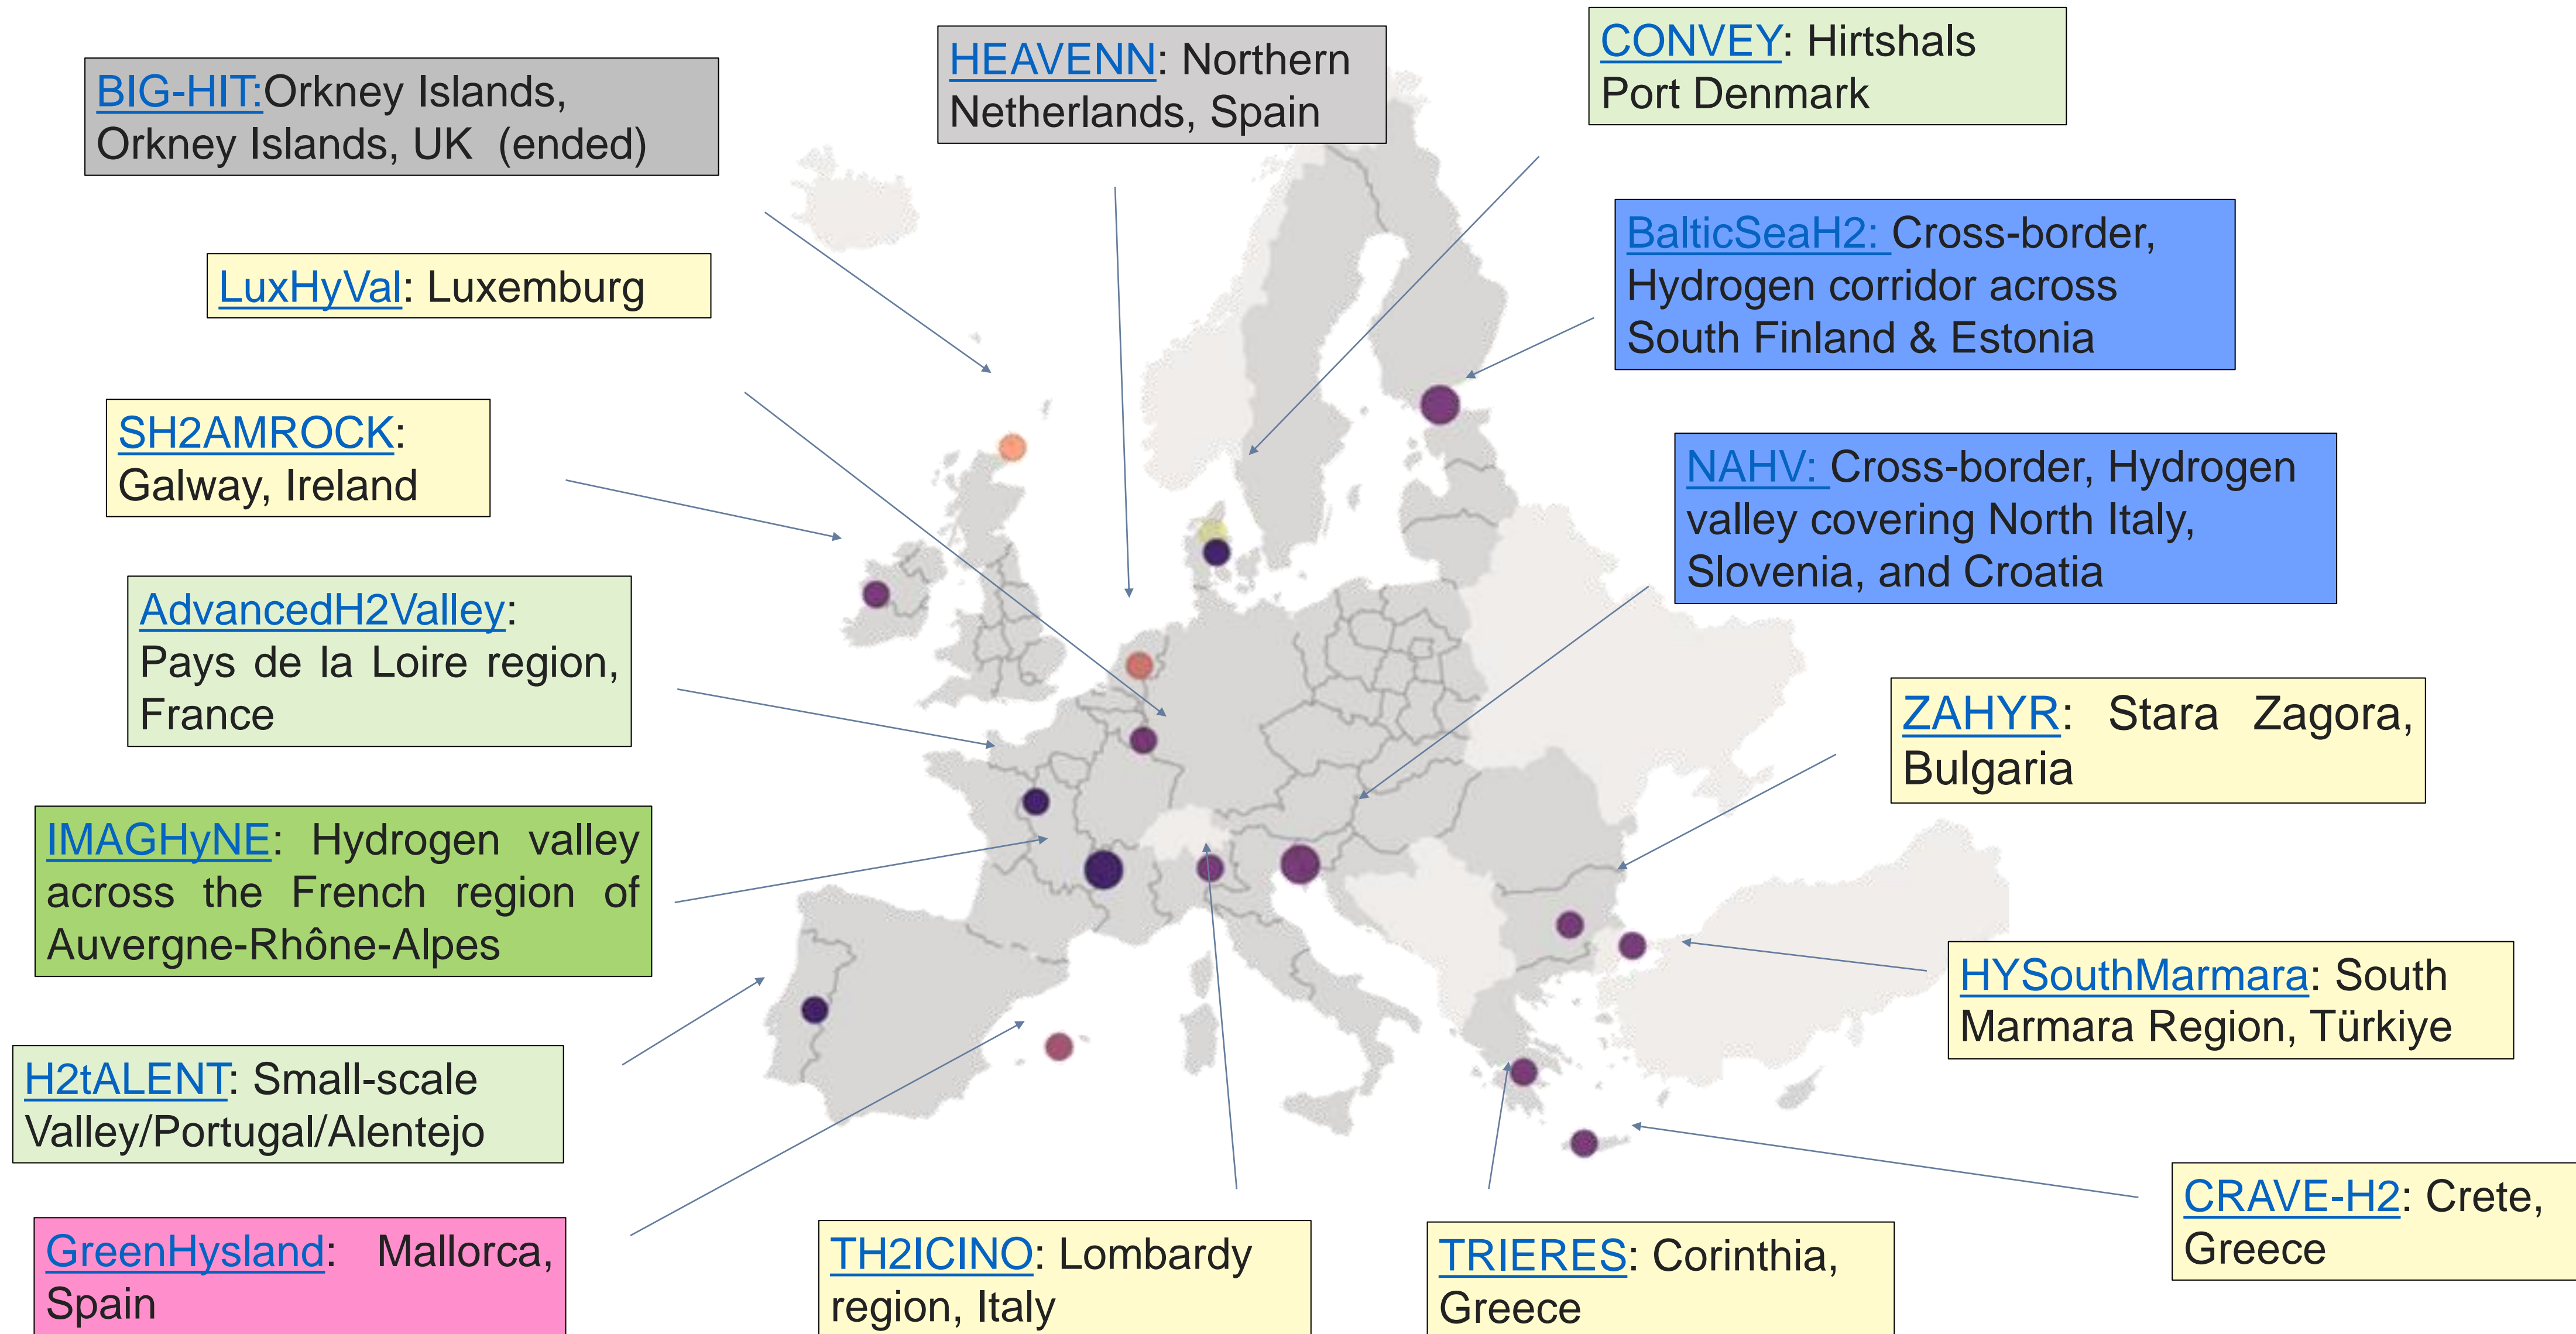 BIG-HIT:Orkney Islands,
Orkney Islands, UK (ended)
HEAVENN: Northern
Netherlands, Spain
CONVEY: Hirtshals
Port Denmark
LuxHyVal: Luxemburg
BalticSeaH2: Cross-border,
Hydrogen corridor across
South Finland & Estonia
SH2AMROCK:
Galway, Ireland
NAHV: Cross-border, Hydrogen
valley covering North Italy,
Slovenia, and Croatia
AdvancedH2Valley:
Pays de la Loire region,
France
ZAHYR: Stara Zagora,
Bulgaria
IMAGHyNE: Hydrogen valley
across the French region of
Auvergne-Rhône-Alpes
HYSouthMarmara: South
Marmara Region, Türkiye
H2tALENT: Small-scale
Valley/Portugal/Alentejo
CRAVE-H2: Crete,
Greece
GreenHysland: Mallorca,
Spain
TH2ICINO: Lombardy
region, Italy
TRIERES: Corinthia,
Greece